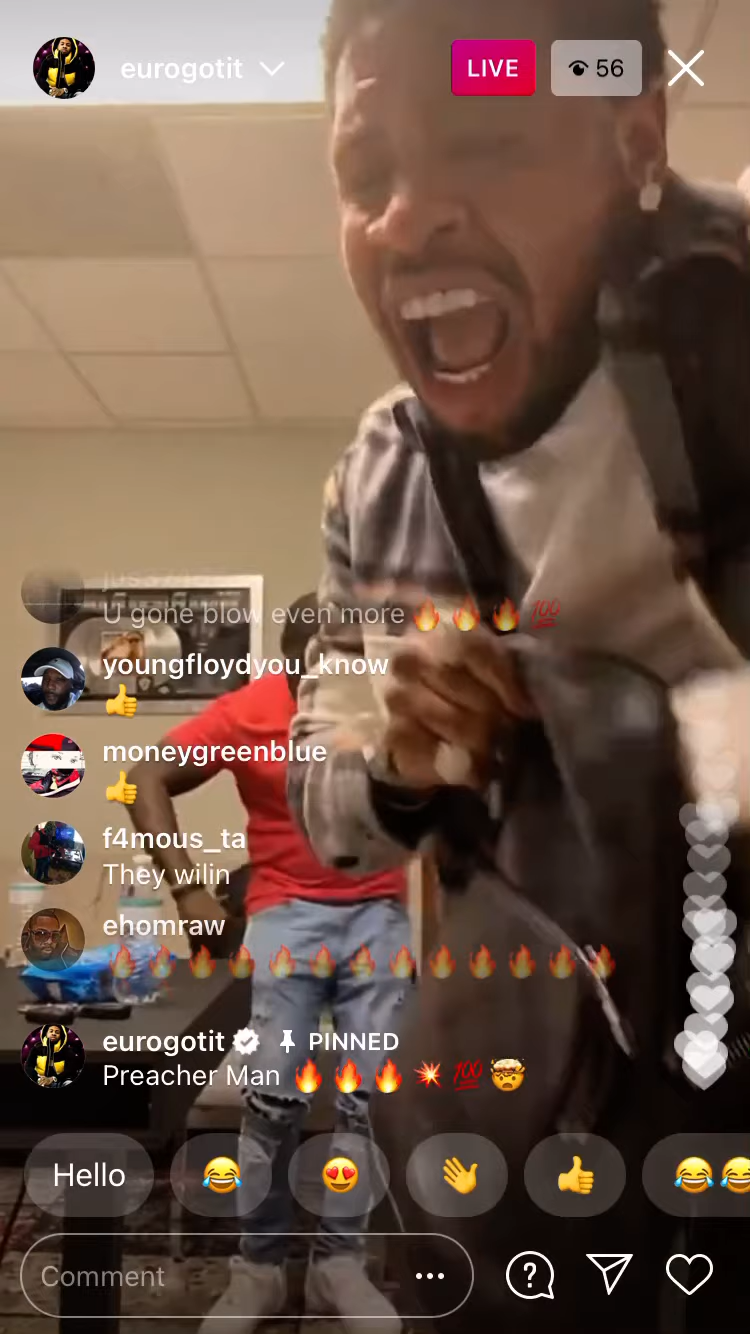 eurogotit
LIVE
56
U gone blow even more 🔥🔥🔥💯
youngfloydyou_know
👍
moneygreenblue
👍
f4mous_ta
They wilin
ehomraw
🔥🔥🔥🔥🔥🔥🔥🔥🔥🔥🔥🔥🔥
eurogotit PINNED
Preacher Man 🔥🔥🔥💥💯🤯
Hello 😂 😍 👋 👍 😂😂
Comment